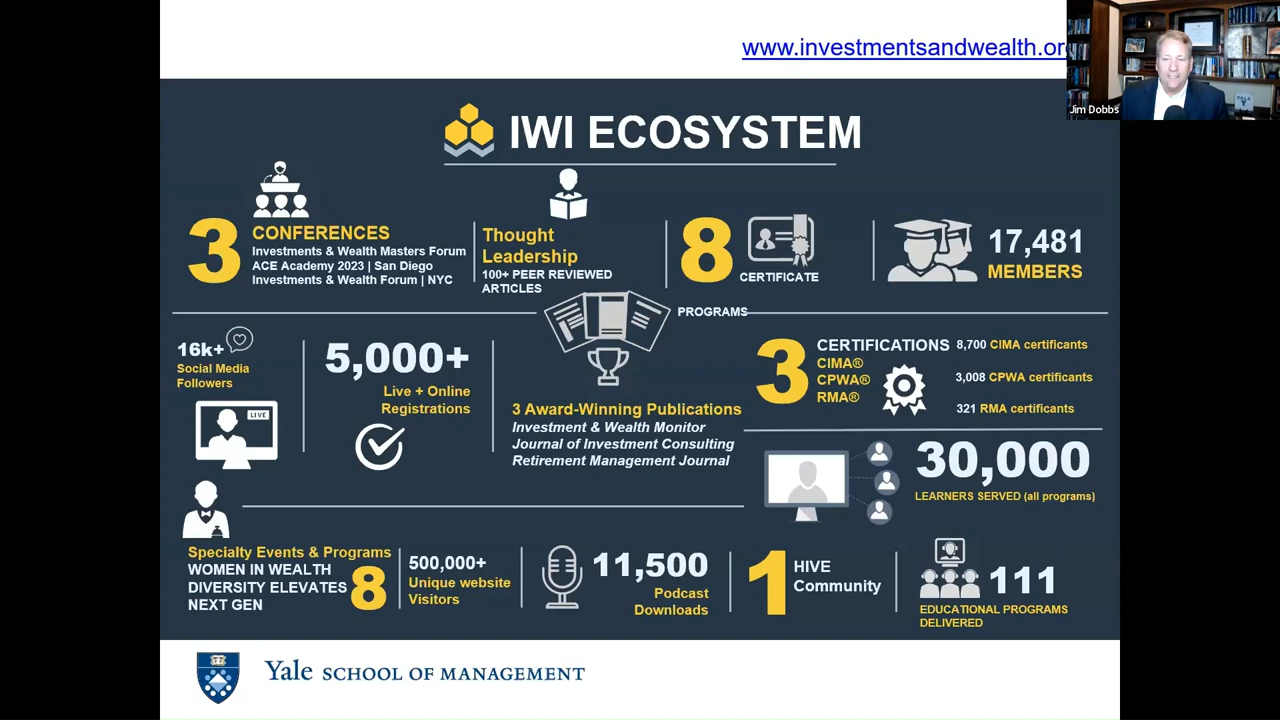 www.investmentsandwealth.or
Jim Dobbs
YALE
IWI ECOSYSTEM
3
CONFERENCES
Investments & Wealth Masters Forum
ACE Academy 2023 | San Diego
Investments & Wealth Forum | NYC
Thought
Leadership
100+ PEER REVIEWED
ARTICLES
8
CERTIFICATE
PROGRAMS
17,481
MEMBERS
16k+
Social Media
Followers
LIVE
5,000+
Live + Online
Registrations
3 Award-Winning Publications
Investment & Wealth Monitor
Journal of Investment Consulting
Retirement Management Journal
3
CERTIFICATIONS
CIMA®
CPWA®
RMA®
8,700 CIMA certificants
3,008 CPWA certificants
321 RMA certificants
30,000
LEARNERS SERVED (all programs)
Specialty Events & Programs
WOMEN IN WEALTH
DIVERSITY ELEVATES
NEXT GEN
8
500,000+
Unique website
Visitors
11,500
Podcast
Downloads
1
HIVE
Community
111
EDUCATIONAL PROGRAMS
DELIVERED
Yale SCHOOL OF MANAGEMENT